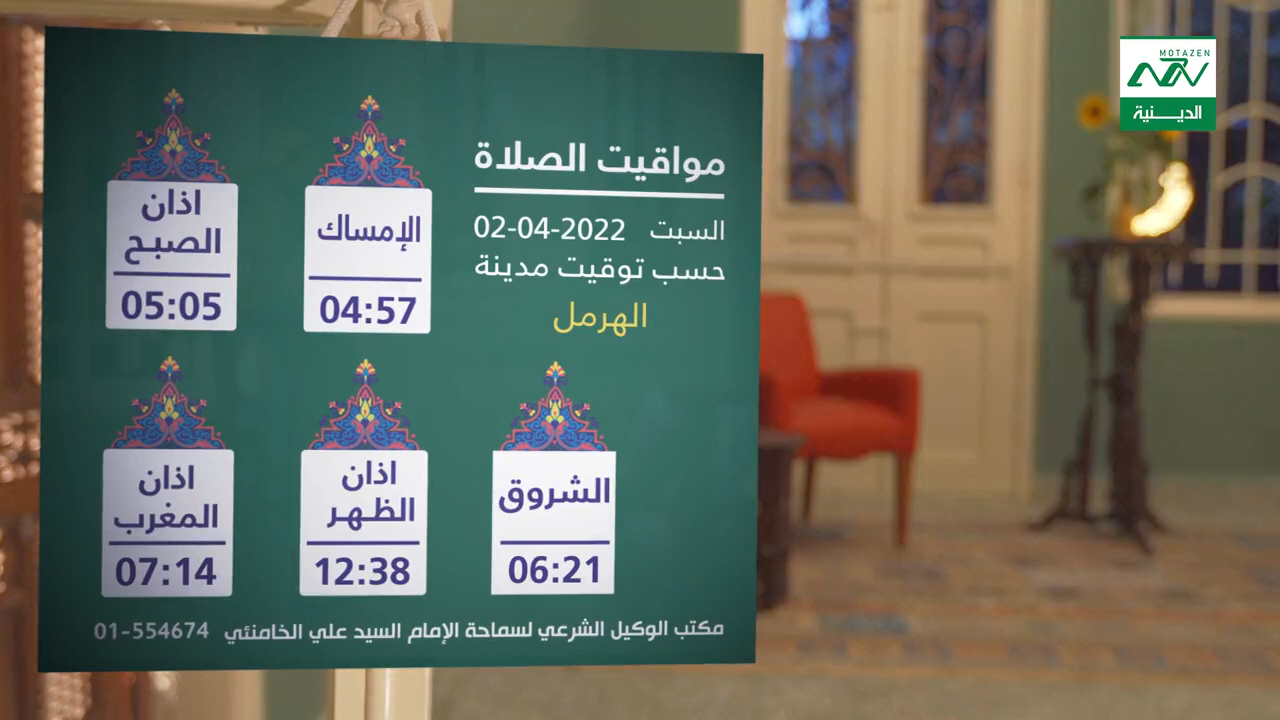 MOTAZEN
الدينية
مواقيت الصلاة
السبت 02-04-2022
حسب توقيت مدينة
الهرمل
الإمساك
04:57
اذان
الصبح
05:05
الشروق
06:21
اذان
الظهر
12:38
اذان
المغرب
07:14
مكتب الوكيل الشرعي لسماحة الإمام السيد علي الخامنئي 01-554674